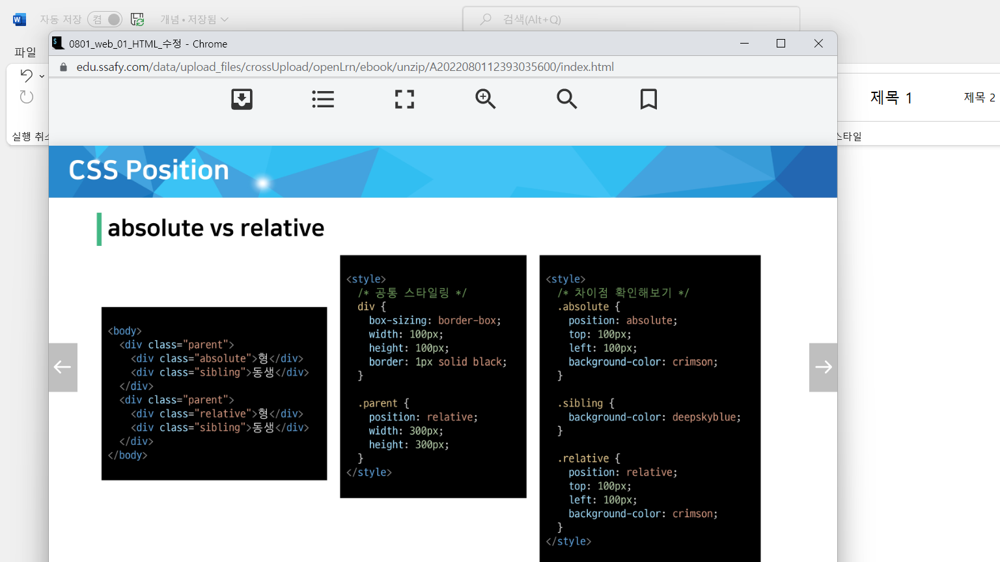 자동 저장 켬 개념 • 저장됨 검색(Alt+Q)
파일
0801_web_01_HTML_수정 - Chrome
edu.ssafy.com/data/upload_files/crossUpload/openLrn/ebook/unzip/A2022080112393035600/index.html
제목 1 제목 2
실행 취소
스타일
CSS Position
absolute vs relative
<body>
<div class="parent">
<div class="absolute">형</div>
<div class="sibling">동생</div>
</div>
<div class="parent">
<div class="relative">형</div>
<div class="sibling">동생</div>
</div>
</body>
<style>
/* 공통 스타일링 */
div {
box-sizing: border-box;
width: 100px;
height: 100px;
border: 1px solid black;
}
.parent {
position: relative;
width: 300px;
height: 300px;
}
</style>
<style>
/* 차이점 확인해보기 */
.absolute {
position: absolute;
top: 100px;
left: 100px;
background-color: crimson;
}
.sibling {
background-color: deepskyblue;
}
.relative {
position: relative;
top: 100px;
left: 100px;
background-color: crimson;
}
</style>